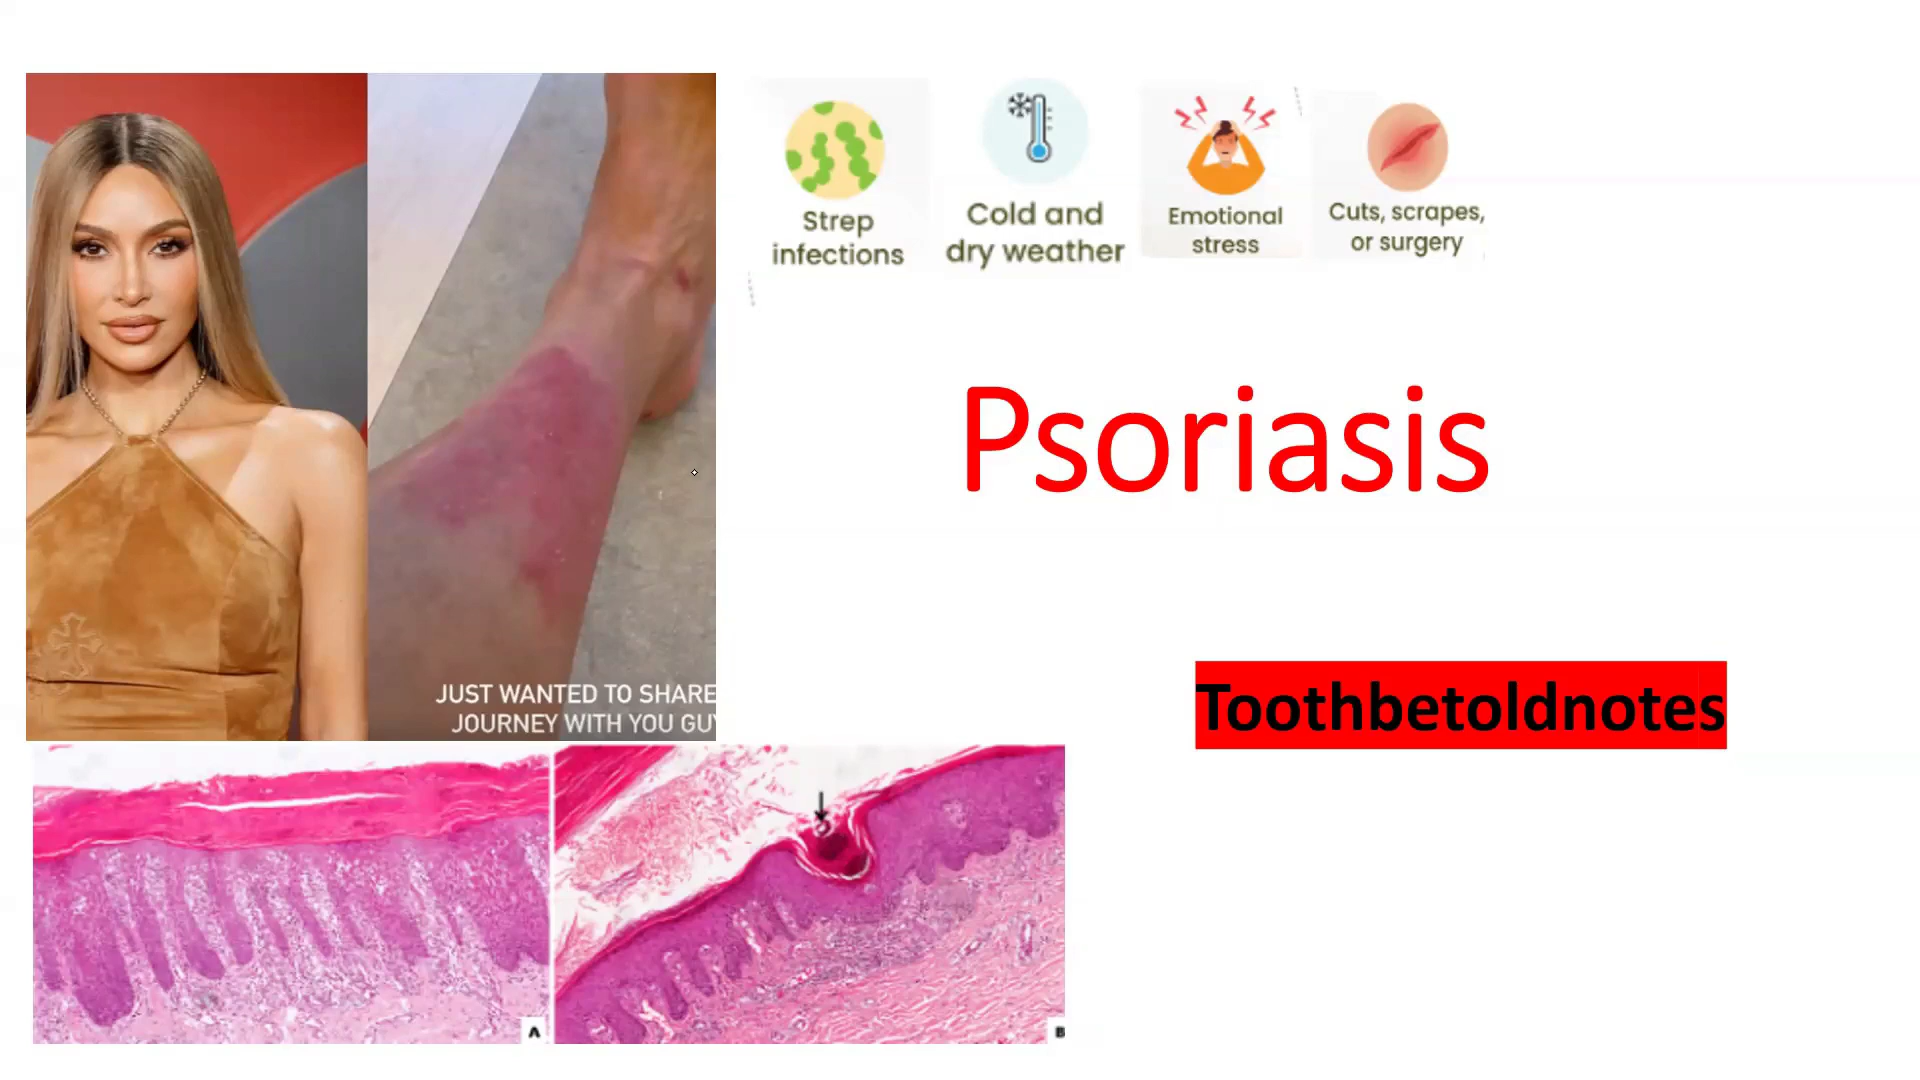 Strep
infections
Cold and
dry weather
Emotional
stress
Cuts, scrapes,
or surgery
Psoriasis
Toothbetoldnotes
JUST WANTED TO SHARE
JOURNEY WITH YOU
A
B